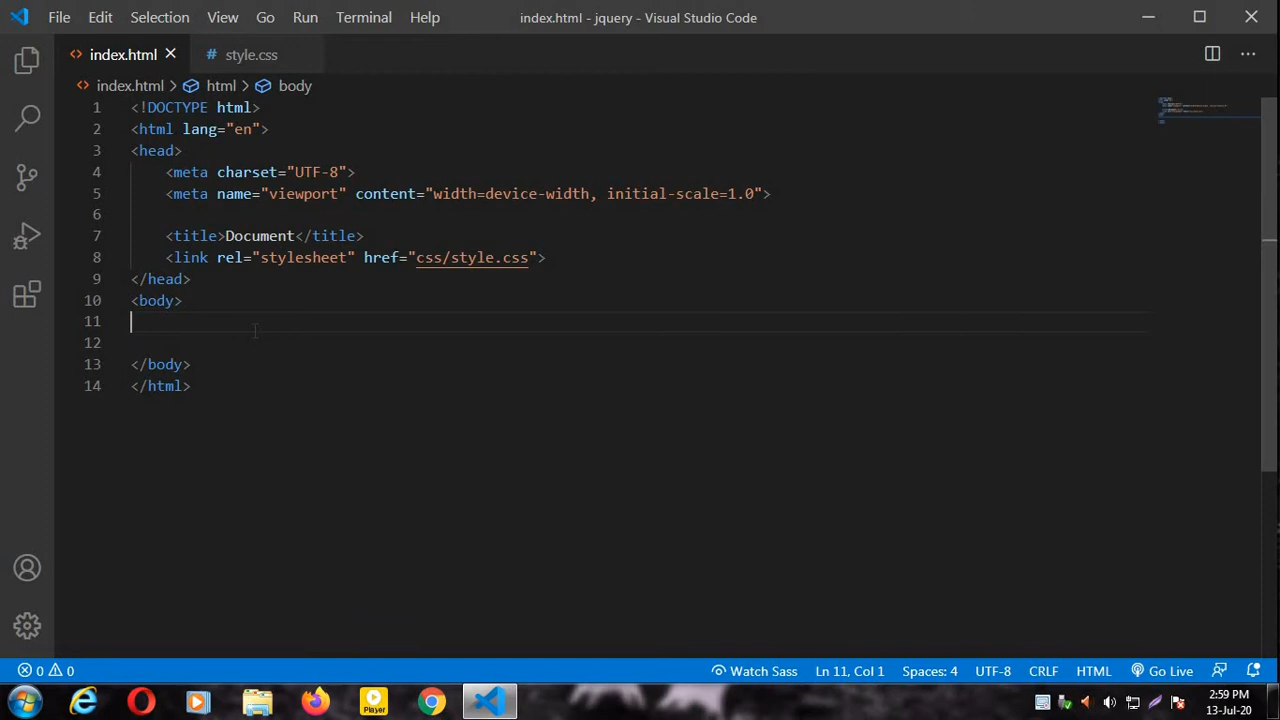 File Edit Selection View Go Run Terminal Help index.html - jquery - Visual Studio Code
index.html # style.css
index.html > html > body
1 <!DOCTYPE html>
2 <html lang="en">
3 <head>
4 <meta charset="UTF-8">
5 <meta name="viewport" content="width=device-width, initial-scale=1.0">
6
7 <title>Document</title>
8 <link rel="stylesheet" href="css/style.css">
9 </head>
10 <body>
11
12
13 </body>
14 </html>
0 0 Watch Sass Ln 11, Col 1 Spaces: 4 UTF-8 CRLF HTML Go Live
Player
2:59 PM
13-Jul-20